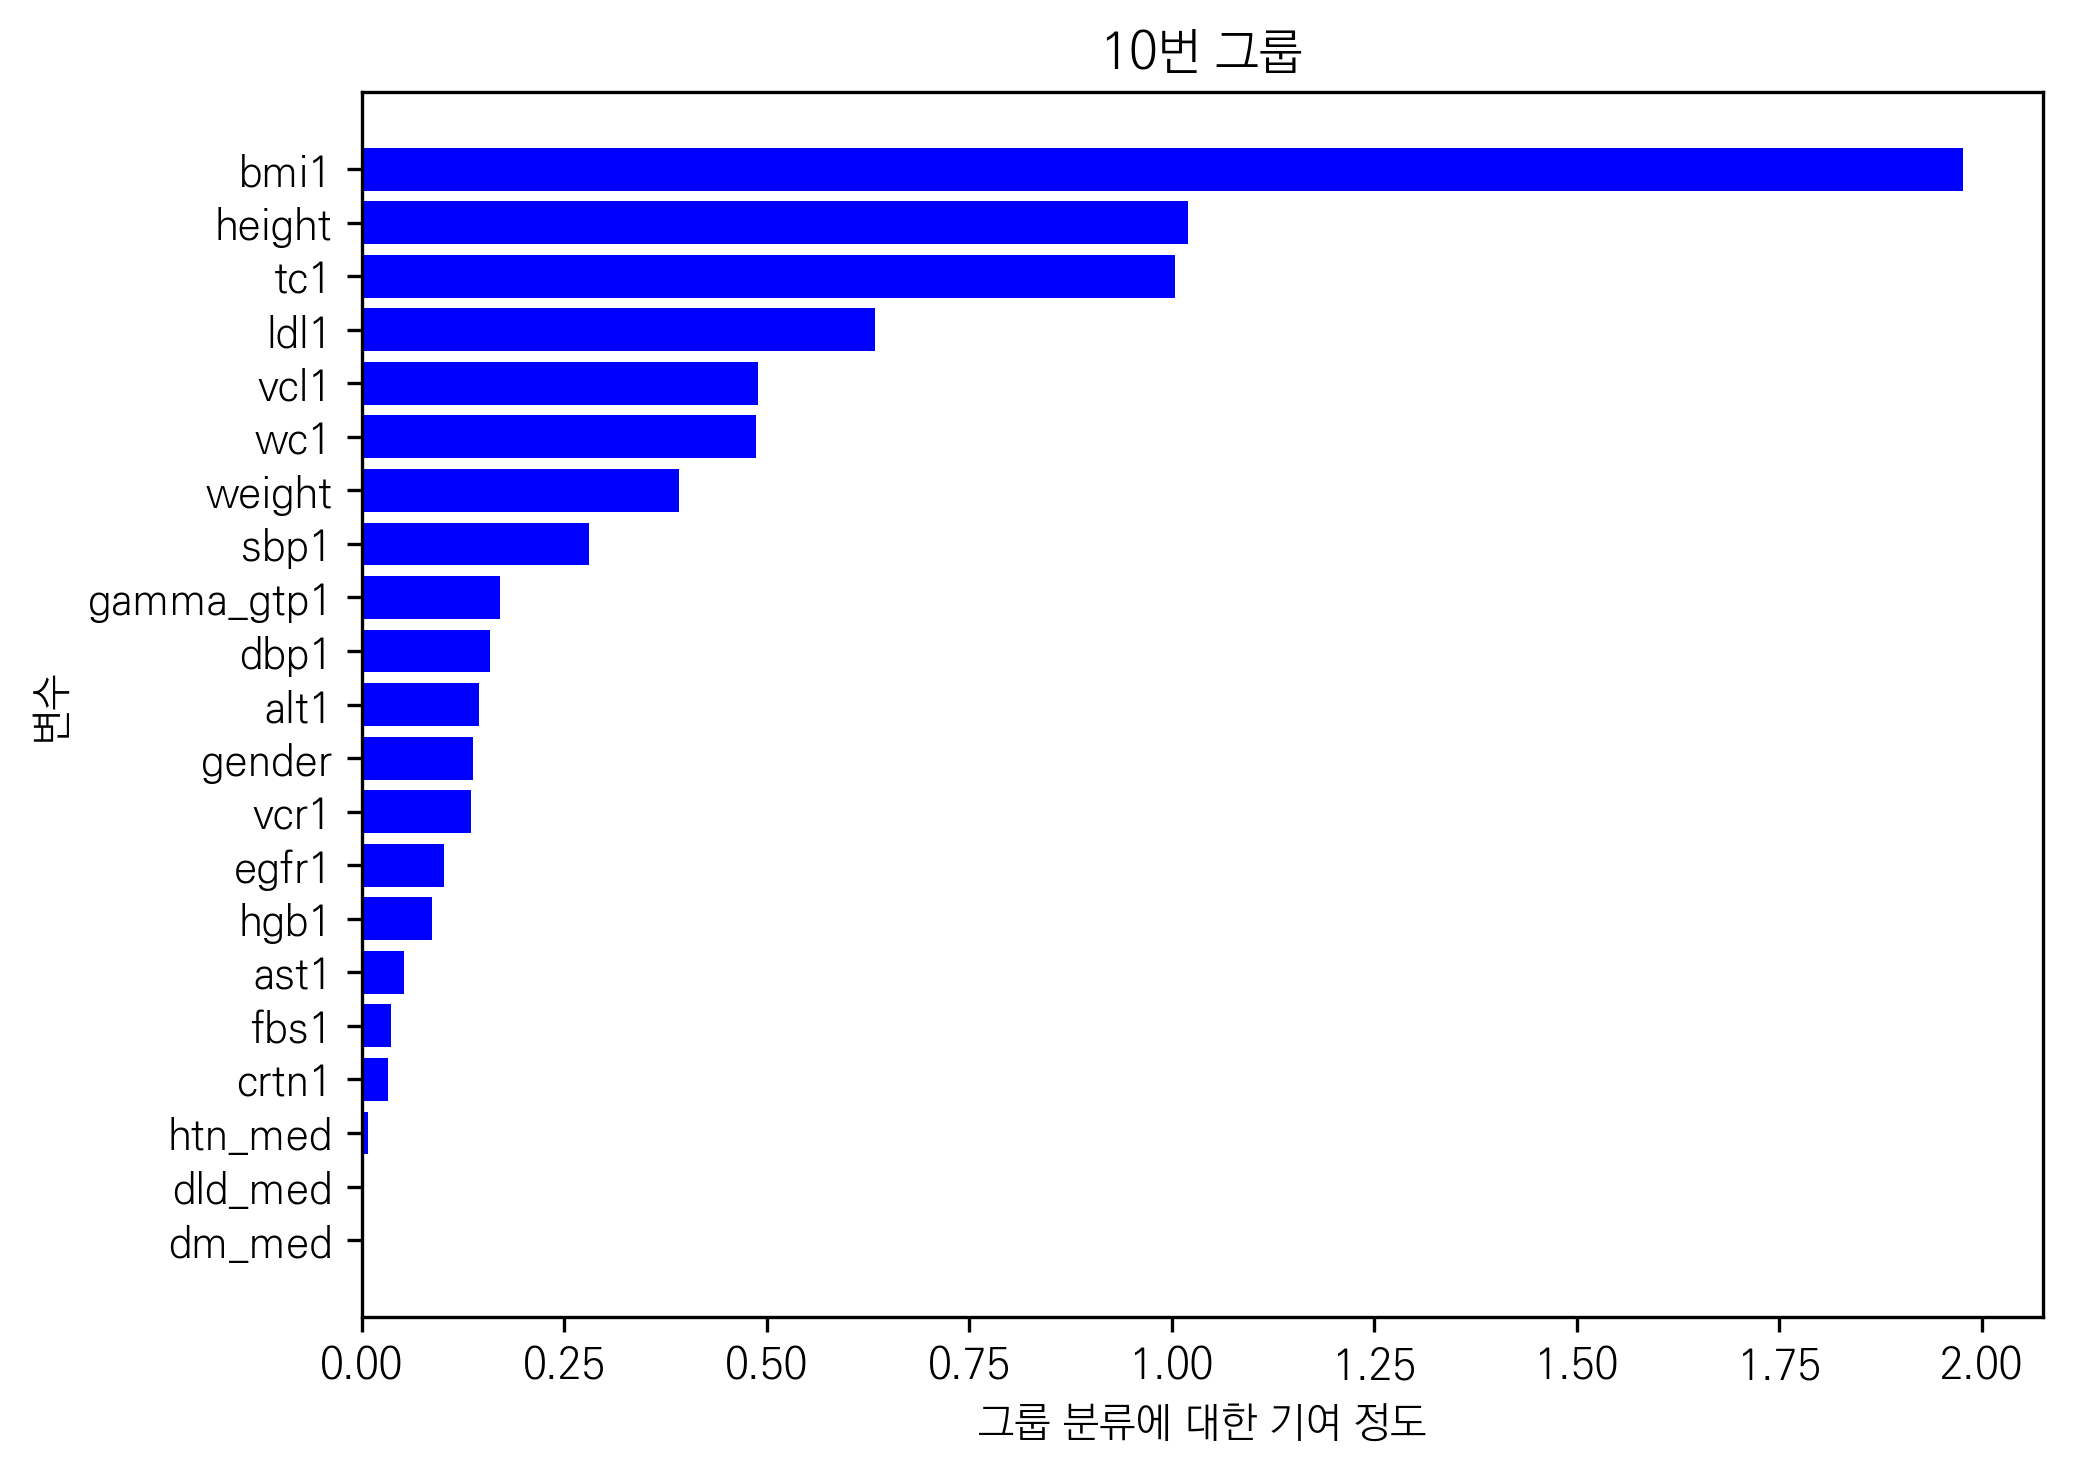 10번 그룹
변수
bmi1
height
tc1
ldl1
vcl1
wc1
weight
sbp1
gamma_gtp1
dbp1
alt1
gender
vcr1
egfr1
hgb1
ast1
fbs1
crtn1
htn_med
dld_med
dm_med
0.00 0.25 0.50 0.75 1.00 1.25 1.50 1.75 2.00
그룹 분류에 대한 기여 정도